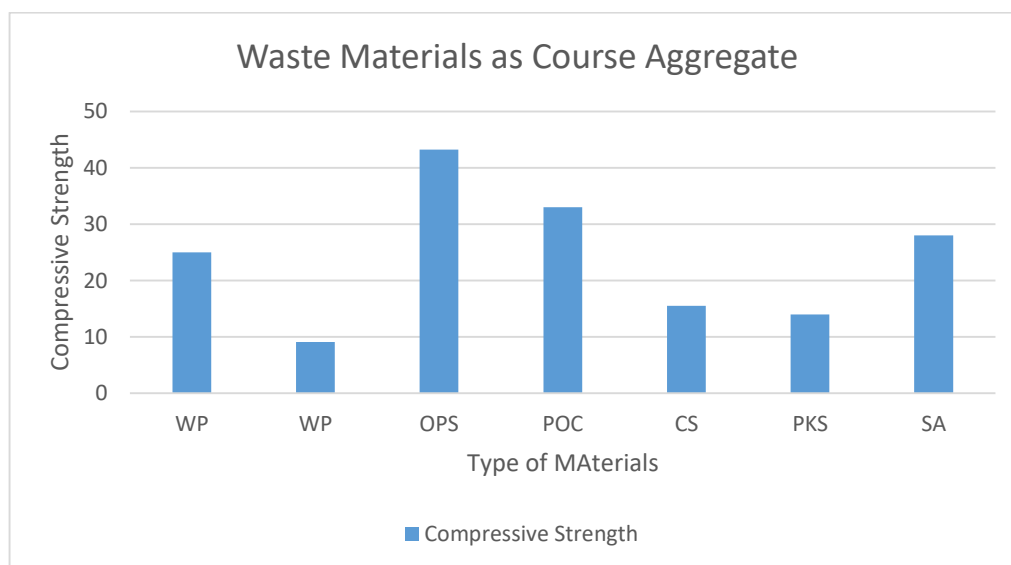 Waste Materials as Course Aggregate
50
40
30
20
10
0
Compressive Strength
WP WP OPS POC CS PKS SA
Type of MAterials
Compressive Strength